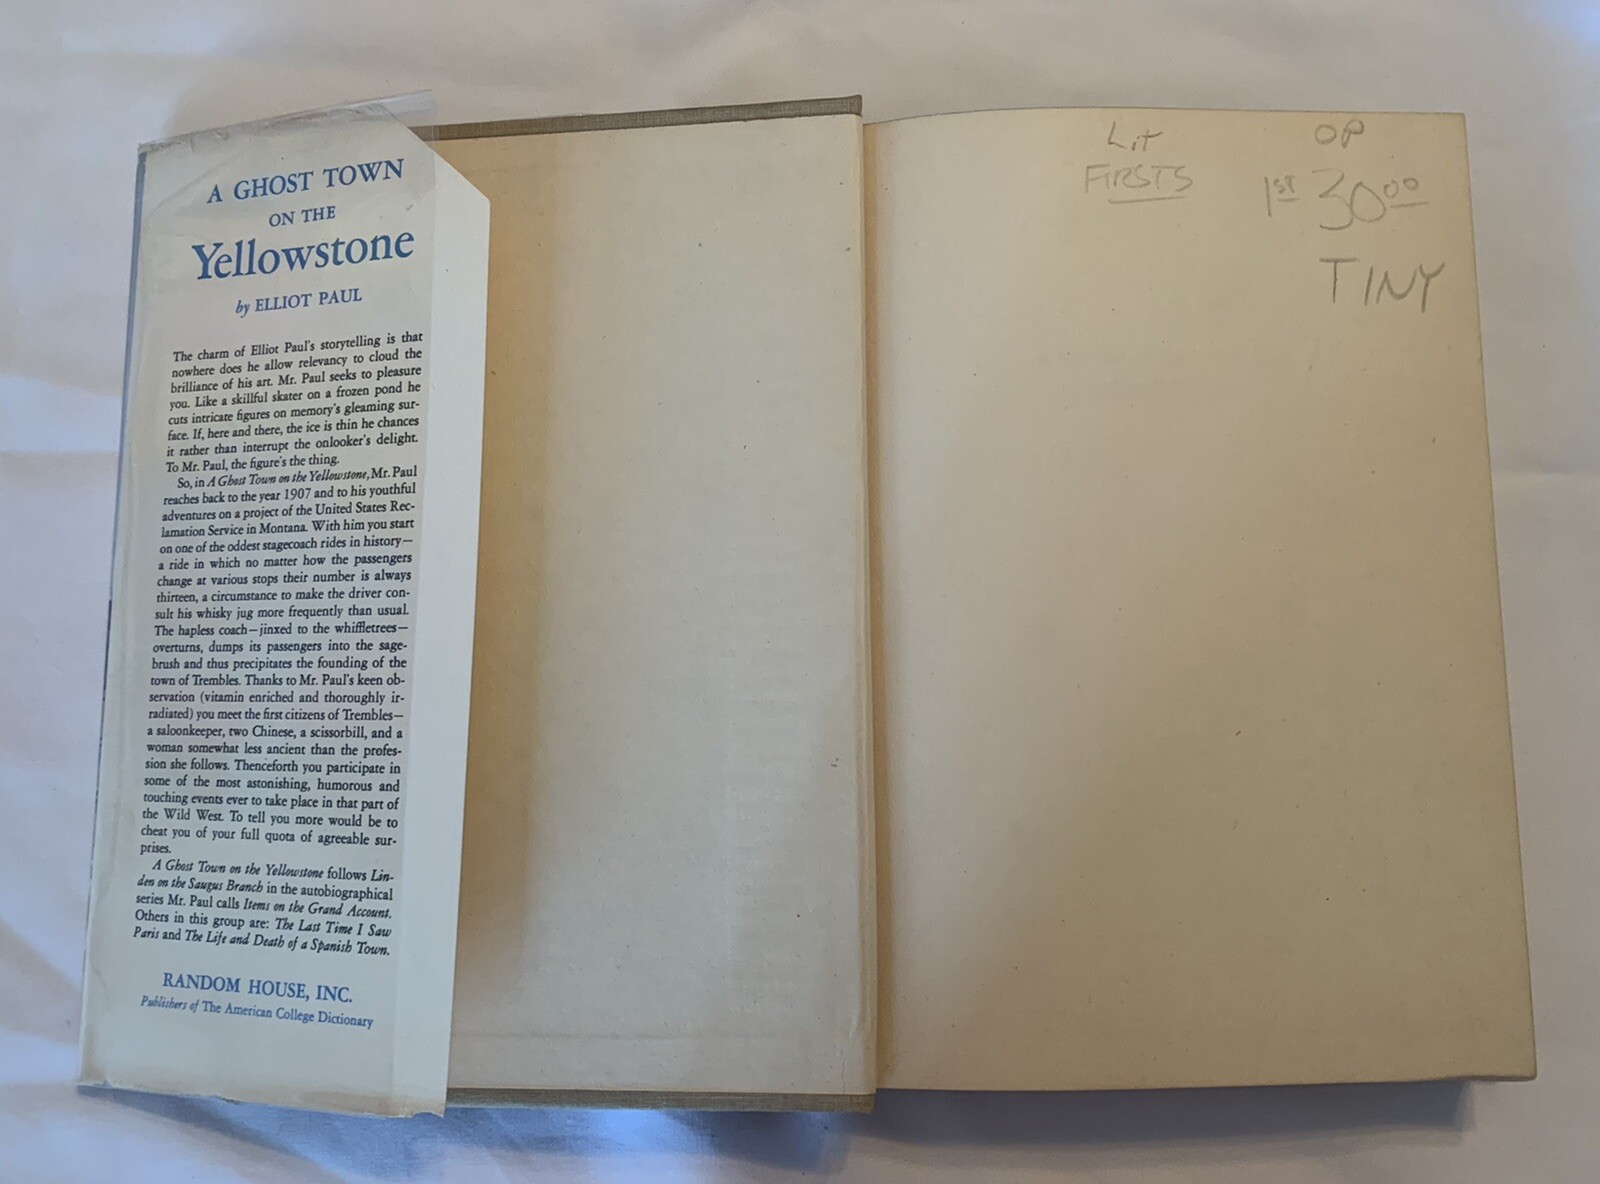 A GHOST TOWN
ON THE
Yellowstone
by ELLIOT PAUL
The charm of Elliot Paul's storytelling is that
nowhere does he allow relevancy to cloud the
brilliance of his art. Mr. Paul seeks to pleasure
you. Like a skillful skater on a frozen pond he
cuts intricate figures on memory's gleaming sur-
face. If, here and there, the ice is thin he chances
it rather than interrupt the onlooker's delight.
To Mr. Paul, the figure's the thing.
So, in A Ghost Town on the Yellowstone, Mr. Paul
reaches back to the year 1907 and to his youthful
adventures on a project of the United States Rec-
lamation Service in Montana. With him you start
on one of the oddest stagecoach rides in history—
a ride in which no matter how the passengers
change at various stops their number is always
thirteen, a circumstance to make the driver con-
sult his whisky jug more frequently than usual.
The hapless coach—jinxed to the whiffletrees—
overturns, dumps its passengers into the sage-
brush and thus precipitates the founding of the
town of Trembles. Thanks to Mr. Paul's keen ob-
servation (vitamin enriched and thoroughly ir-
radiated) you meet the first citizens of Trembles—
a saloonkeeper, two Chinese, a scissorbill, and a
woman somewhat less ancient than the profes-
sion she follows. Thenceforth you participate in
some of the most astonishing, humorous and
touching events ever to take place in that part of
the Wild West. To tell you more would be to
cheat you of your full quota of agreeable sur-
prises.
A Ghost Town on the Yellowstone follows Lin-
den on the Saugus Branch in the autobiographical
series Mr. Paul calls Items on the Grand Account.
Others in this group are: The Last Time I Saw
Paris and The Life and Death of a Spanish Town.
RANDOM HOUSE, INC.
Publishers of The American College Dictionary
Lit
FIRSTS
OP
1ST 30.00
TINY